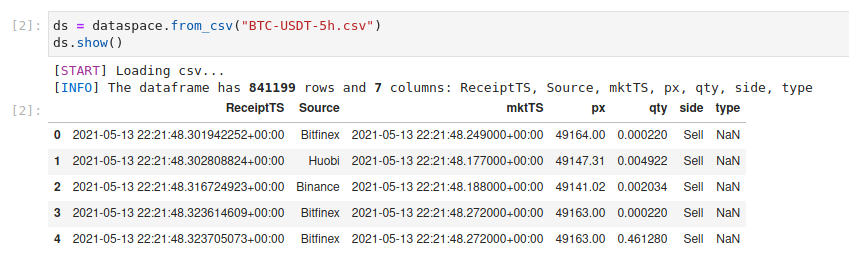 [2]: ds = dataspace.from_csv("BTC-USDT-5h.csv")
ds.show()
[START] Loading csv...
[INFO] The dataframe has 841199 rows and 7 columns: ReceiptTS, Source, mktTS, px, qty, side, type
[2]: ReceiptTS Source mktTS px qty side type
0 2021-05-13 22:21:48.301942252+00:00 Bitfinex 2021-05-13 22:21:48.249000+00:00 49164.00 0.000220 Sell NaN
1 2021-05-13 22:21:48.302808824+00:00 Huobi 2021-05-13 22:21:48.177000+00:00 49147.31 0.004922 Sell NaN
2 2021-05-13 22:21:48.316724923+00:00 Binance 2021-05-13 22:21:48.188000+00:00 49141.02 0.002034 Sell NaN
3 2021-05-13 22:21:48.323614609+00:00 Bitfinex 2021-05-13 22:21:48.272000+00:00 49163.00 0.000220 Sell NaN
4 2021-05-13 22:21:48.323705073+00:00 Bitfinex 2021-05-13 22:21:48.272000+00:00 49163.00 0.461280 Sell NaN